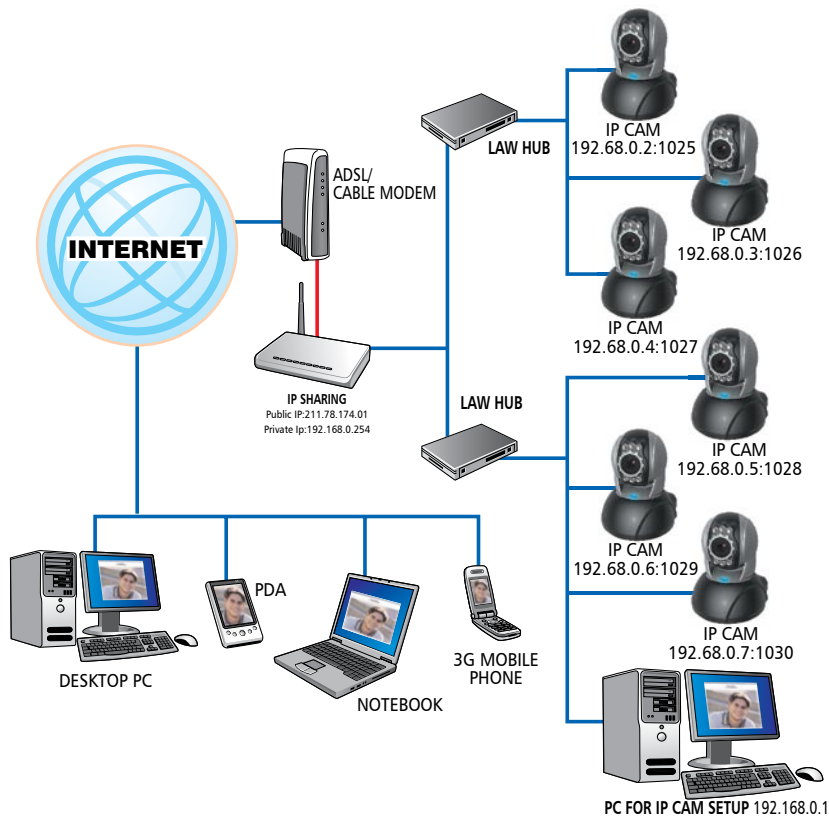 IP CAM
192.68.0.2:1025
LAW HUB
ADSL/
CABLE MODEM
IP CAM
192.68.0.3:1026
INTERNET
IP CAM
192.68.0.4:1027
IP SHARING
Public IP:211.78.174.01
Private Ip:192.168.0.254
LAW HUB
IP CAM
192.68.0.5:1028
IP CAM
192.68.0.6:1029
PDA
IP CAM
192.68.0.7:1030
DESKTOP PC
NOTEBOOK
3G MOBILE
PHONE
PC FOR IP CAM SETUP 192.168.0.1